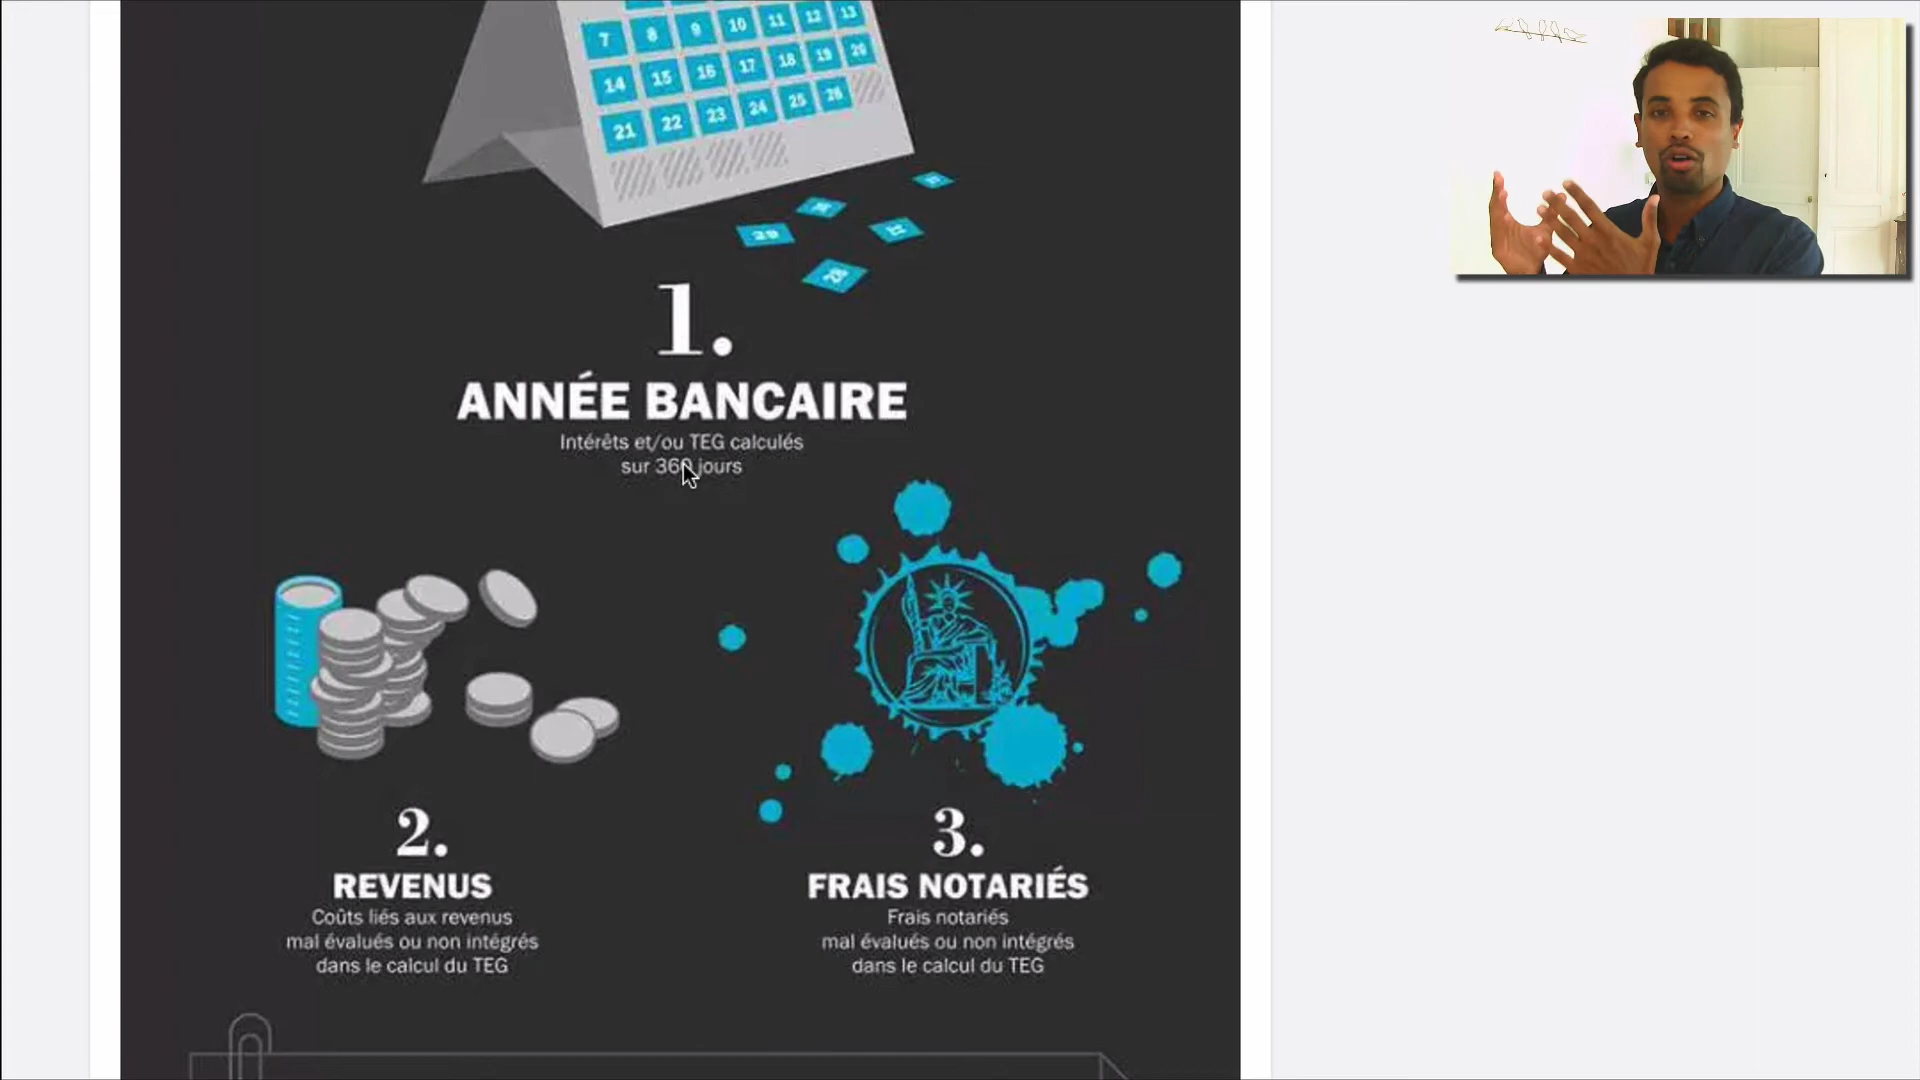 7 8 9 10 11 12 13
14 15 16 17 18 19 20
21 22 23 24 25 26
29
1.
ANNÉE BANCAIRE
Intérêts et/ou TEG calculés
sur 360 jours
2.
REVENUS
Coûts liés aux revenus
mal évalués ou non intégrés
dans le calcul du TEG
3.
FRAIS NOTARIÉS
Frais notariés
mal évalués ou non intégrés
dans le calcul du TEG